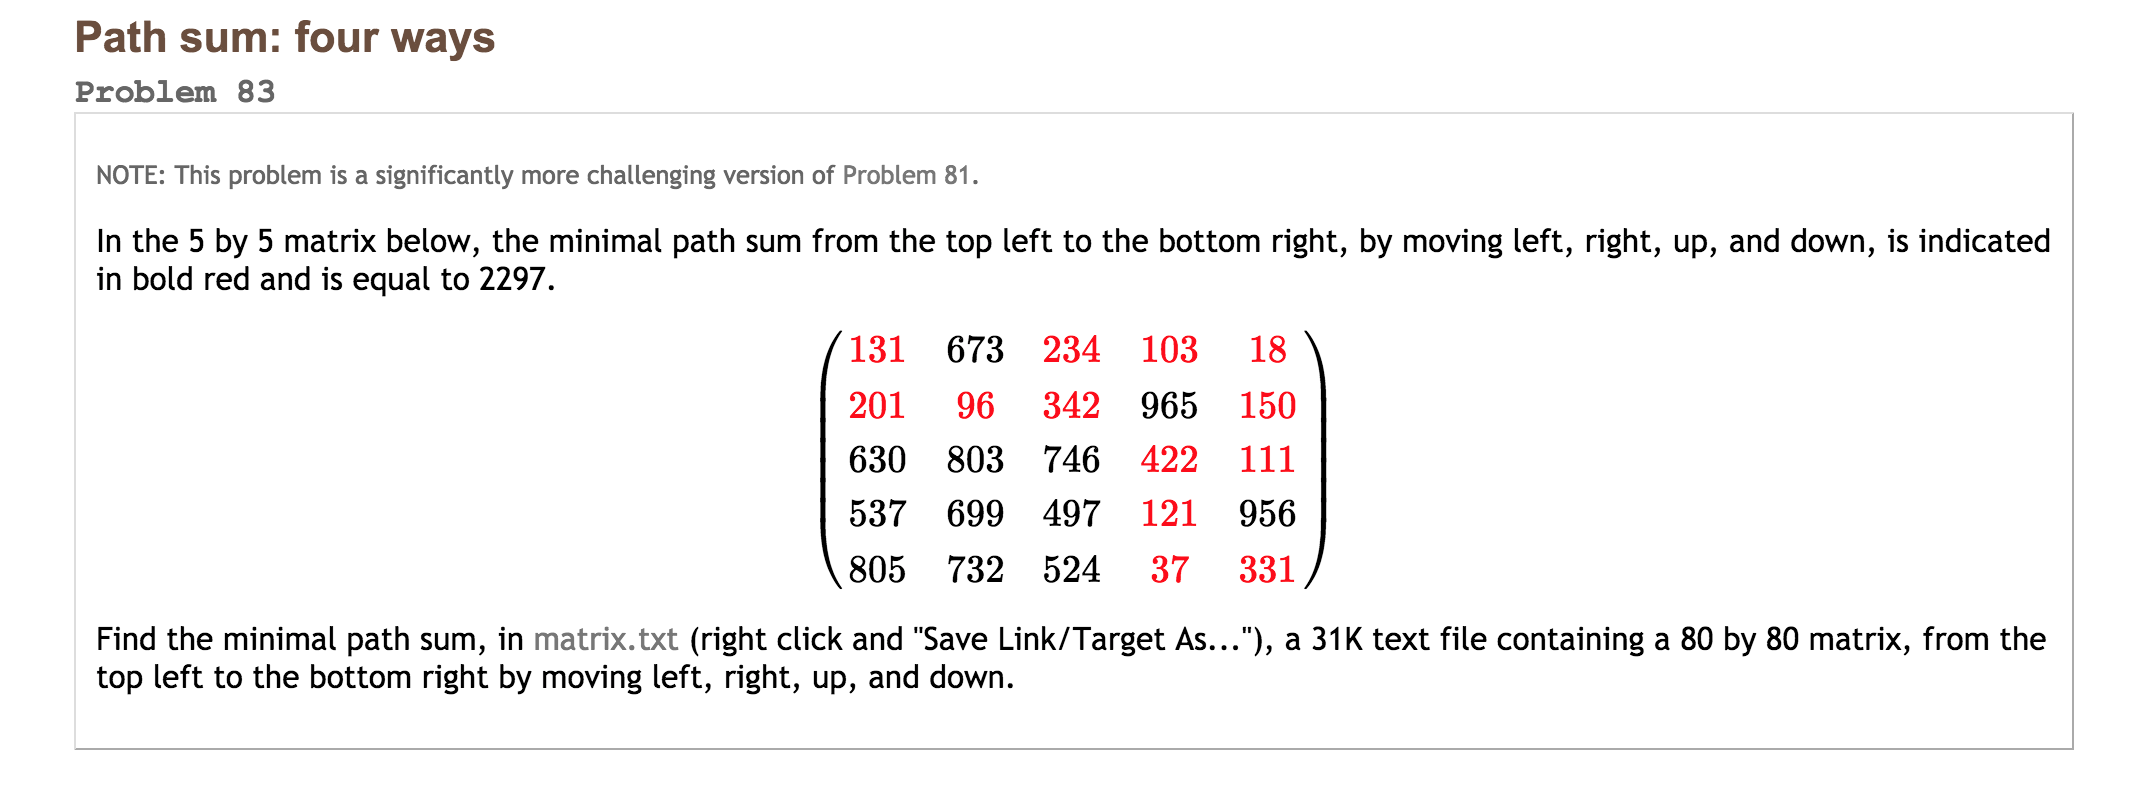 Path sum: four ways
Problem 83
NOTE: This problem is a significantly more challenging version of Problem 81.
In the 5 by 5 matrix below, the minimal path sum from the top left to the bottom right, by moving left, right, up, and down, is indicated
in bold red and is equal to 2297.
131 673 234 103 18
201 96 342 965 150
630 803 746 422 111
537 699 497 121 956
805 732 524 37 331
Find the minimal path sum, in matrix.txt (right click and "Save Link/Target As..."), a 31K text file containing a 80 by 80 matrix, from the
top left to the bottom right by moving left, right, up, and down.